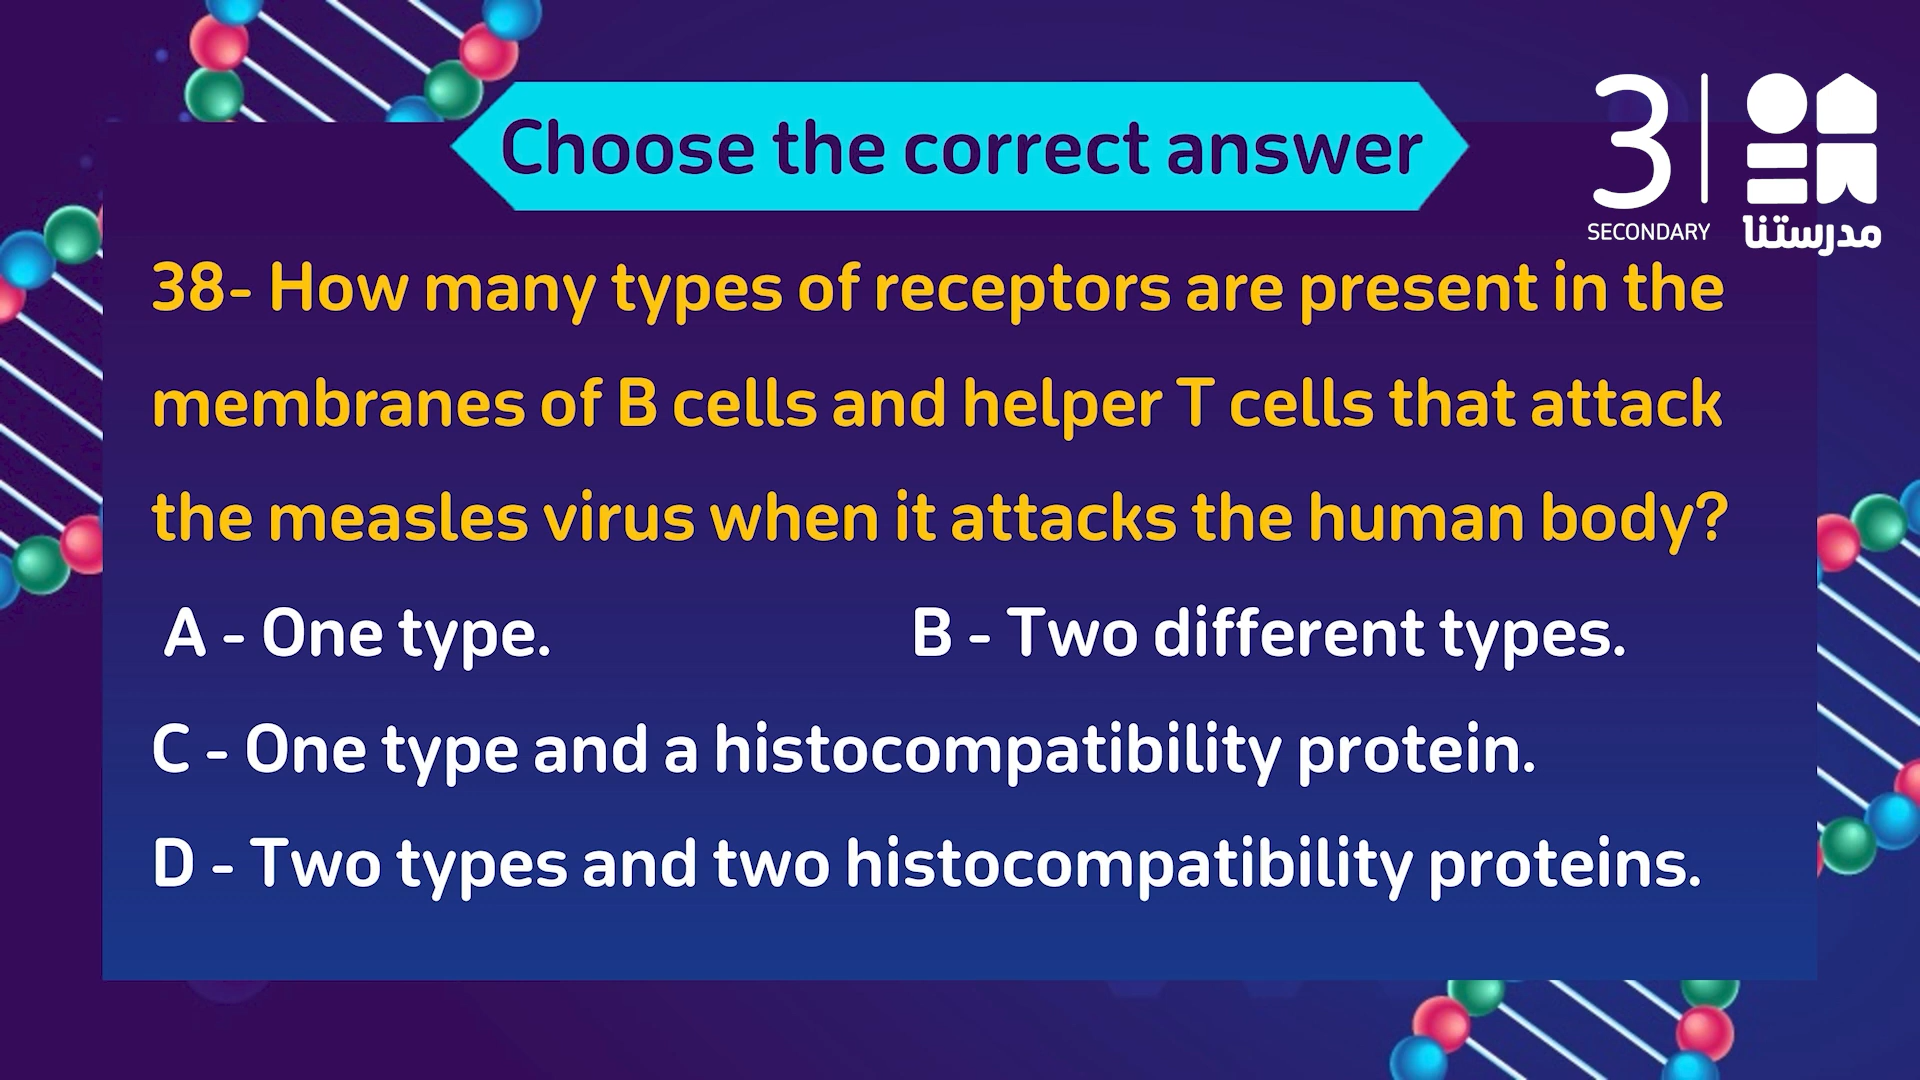 Choose the correct answer
3
SECONDARY
مدرستنا
38- How many types of receptors are present in the
membranes of B cells and helper T cells that attack
the measles virus when it attacks the human body?
A - One type. B - Two different types.
C - One type and a histocompatibility protein.
D - Two types and two histocompatibility proteins.